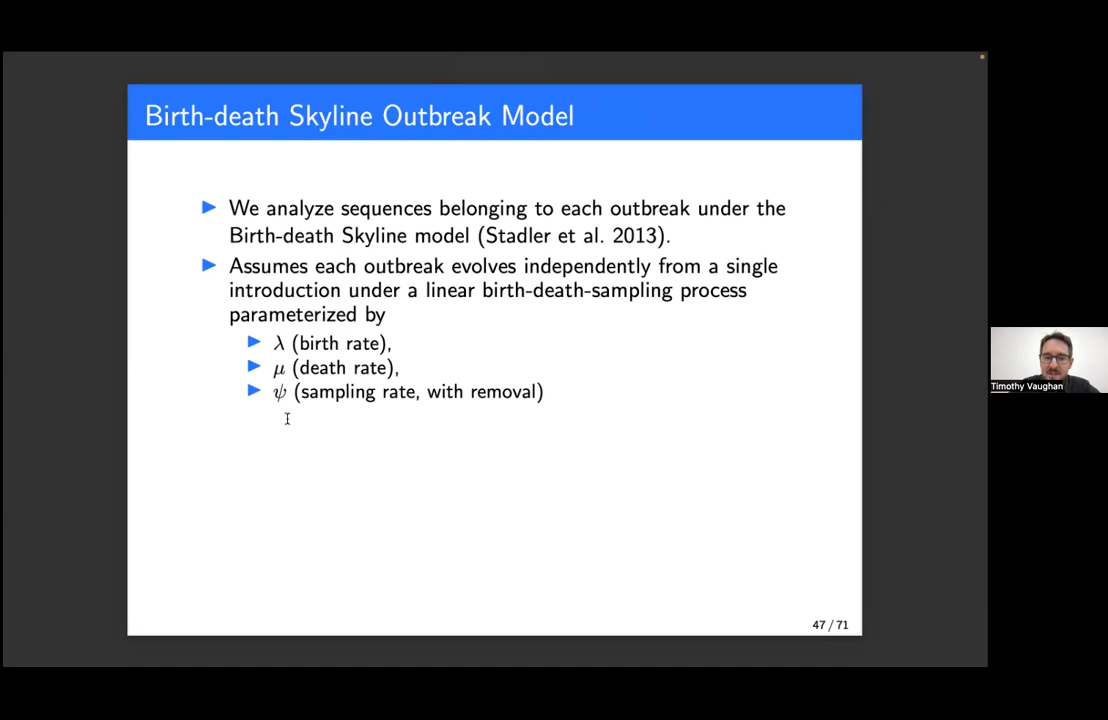 Birth-death Skyline Outbreak Model
We analyze sequences belonging to each outbreak under the
Birth-death Skyline model (Stadler et al. 2013).
Assumes each outbreak evolves independently from a single
introduction under a linear birth-death-sampling process
parameterized by
λ (birth rate),
μ (death rate),
ψ (sampling rate, with removal)
Timothy Vaughan
47 / 71